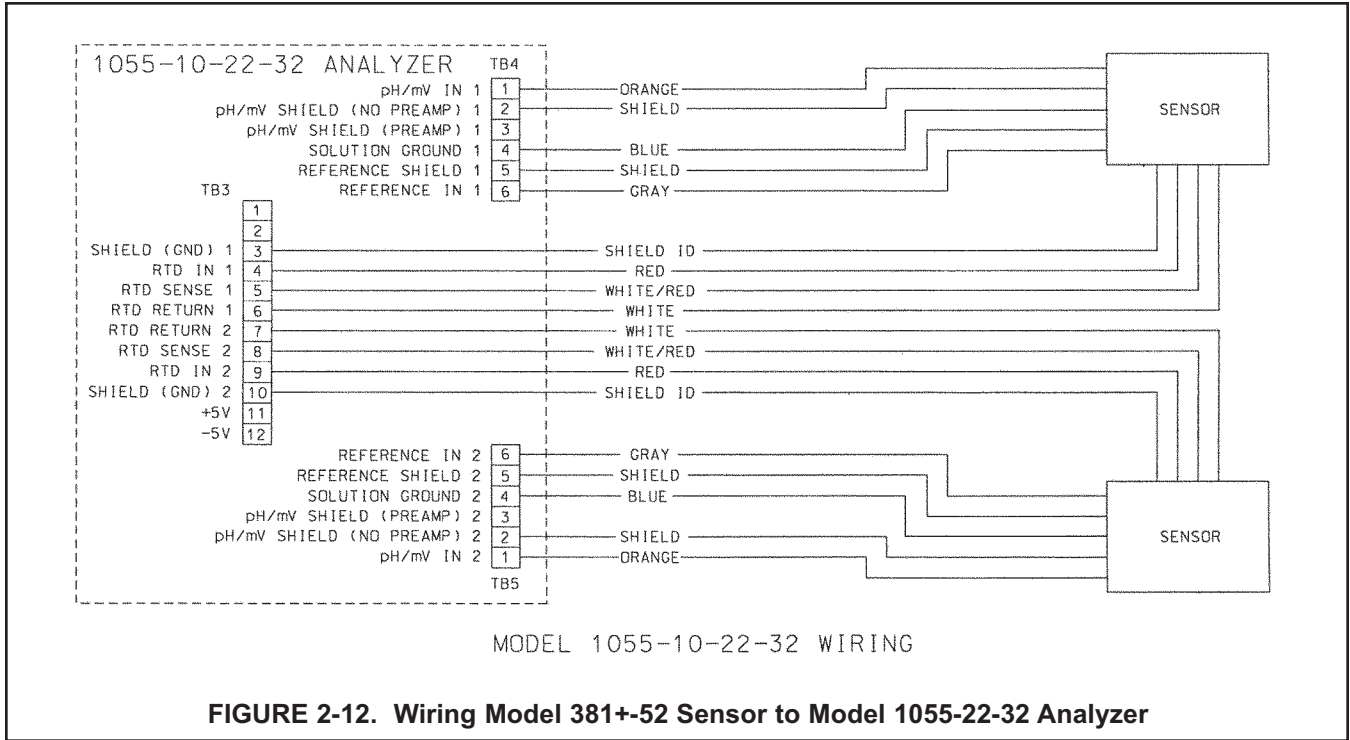 1055-10-22-32 ANALYZER TB4
pH/mV IN 1 1 ORANGE
pH/mV SHIELD (NO PREAMP) 1 2 SHIELD
pH/mV SHIELD (PREAMP) 1 3
SOLUTION GROUND 1 4 BLUE
REFERENCE SHIELD 1 5 SHIELD
REFERENCE IN 1 6 GRAY
SENSOR
TB3
1
2
SHIELD (GND) 1 3 SHIELD ID
RTD IN 1 4 RED
RTD SENSE 1 5 WHITE/RED
RTD RETURN 1 6 WHITE
RTD RETURN 2 7 WHITE
RTD SENSE 2 8 WHITE/RED
RTD IN 2 9 RED
SHIELD (GND) 2 10 SHIELD ID
+5V 11
-5V 12
REFERENCE IN 2 6 GRAY
REFERENCE SHIELD 2 5 SHIELD
SOLUTION GROUND 2 4 BLUE
pH/mV SHIELD (PREAMP) 2 3
pH/mV SHIELD (NO PREAMP) 2 2 SHIELD
pH/mV IN 2 1 ORANGE
TB5
SENSOR
MODEL 1055-10-22-32 WIRING
FIGURE 2-12. Wiring Model 381+-52 Sensor to Model 1055-22-32 Analyzer